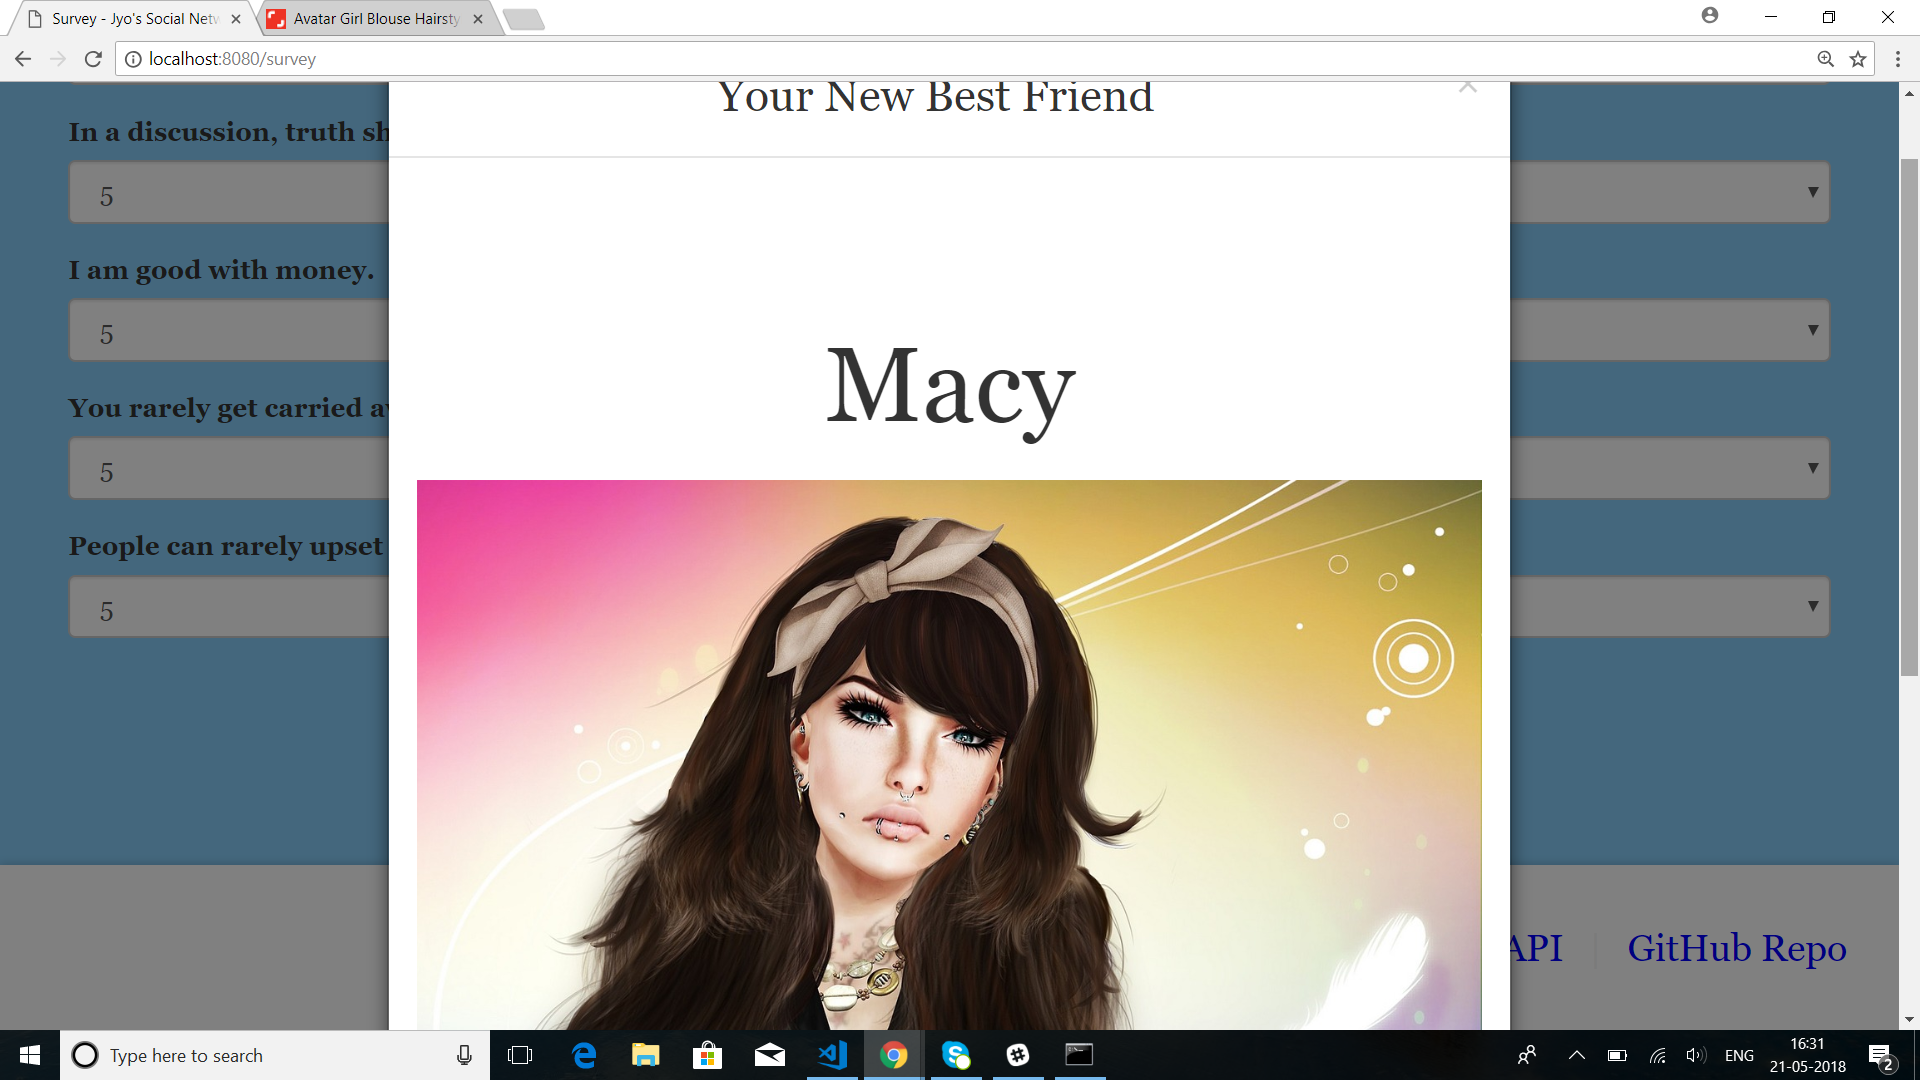 Survey - Jyo's Social Netw
Avatar Girl Blouse Hairsty
localhost:8080/survey
Your New Best Friend
In a discussion, truth sh
5
I am good with money.
5
You rarely get carried a
5
People can rarely upset
5
Macy
API
GitHub Repo
Type here to search
ENG
16:31
21-05-2018
2